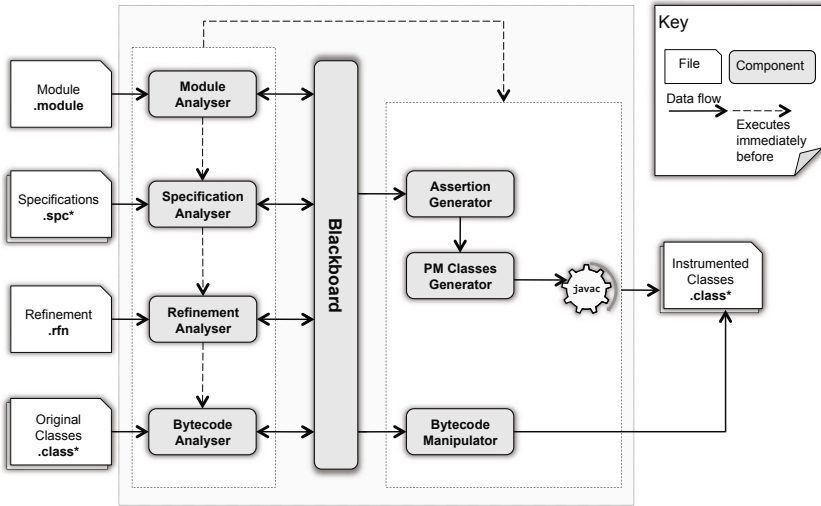 Module
.module
Specifications
.spc*
Refinement
.rfn
Original
Classes
.class*
Module
Analyser
Specification
Analyser
Refinement
Analyser
Bytecode
Analyser
Blackboard
Assertion
Generator
PM Classes
Generator
javac
Bytecode
Manipulator
Instrumented
Classes
.class*
Key
File
Component
Data flow
Executes
immediately
before